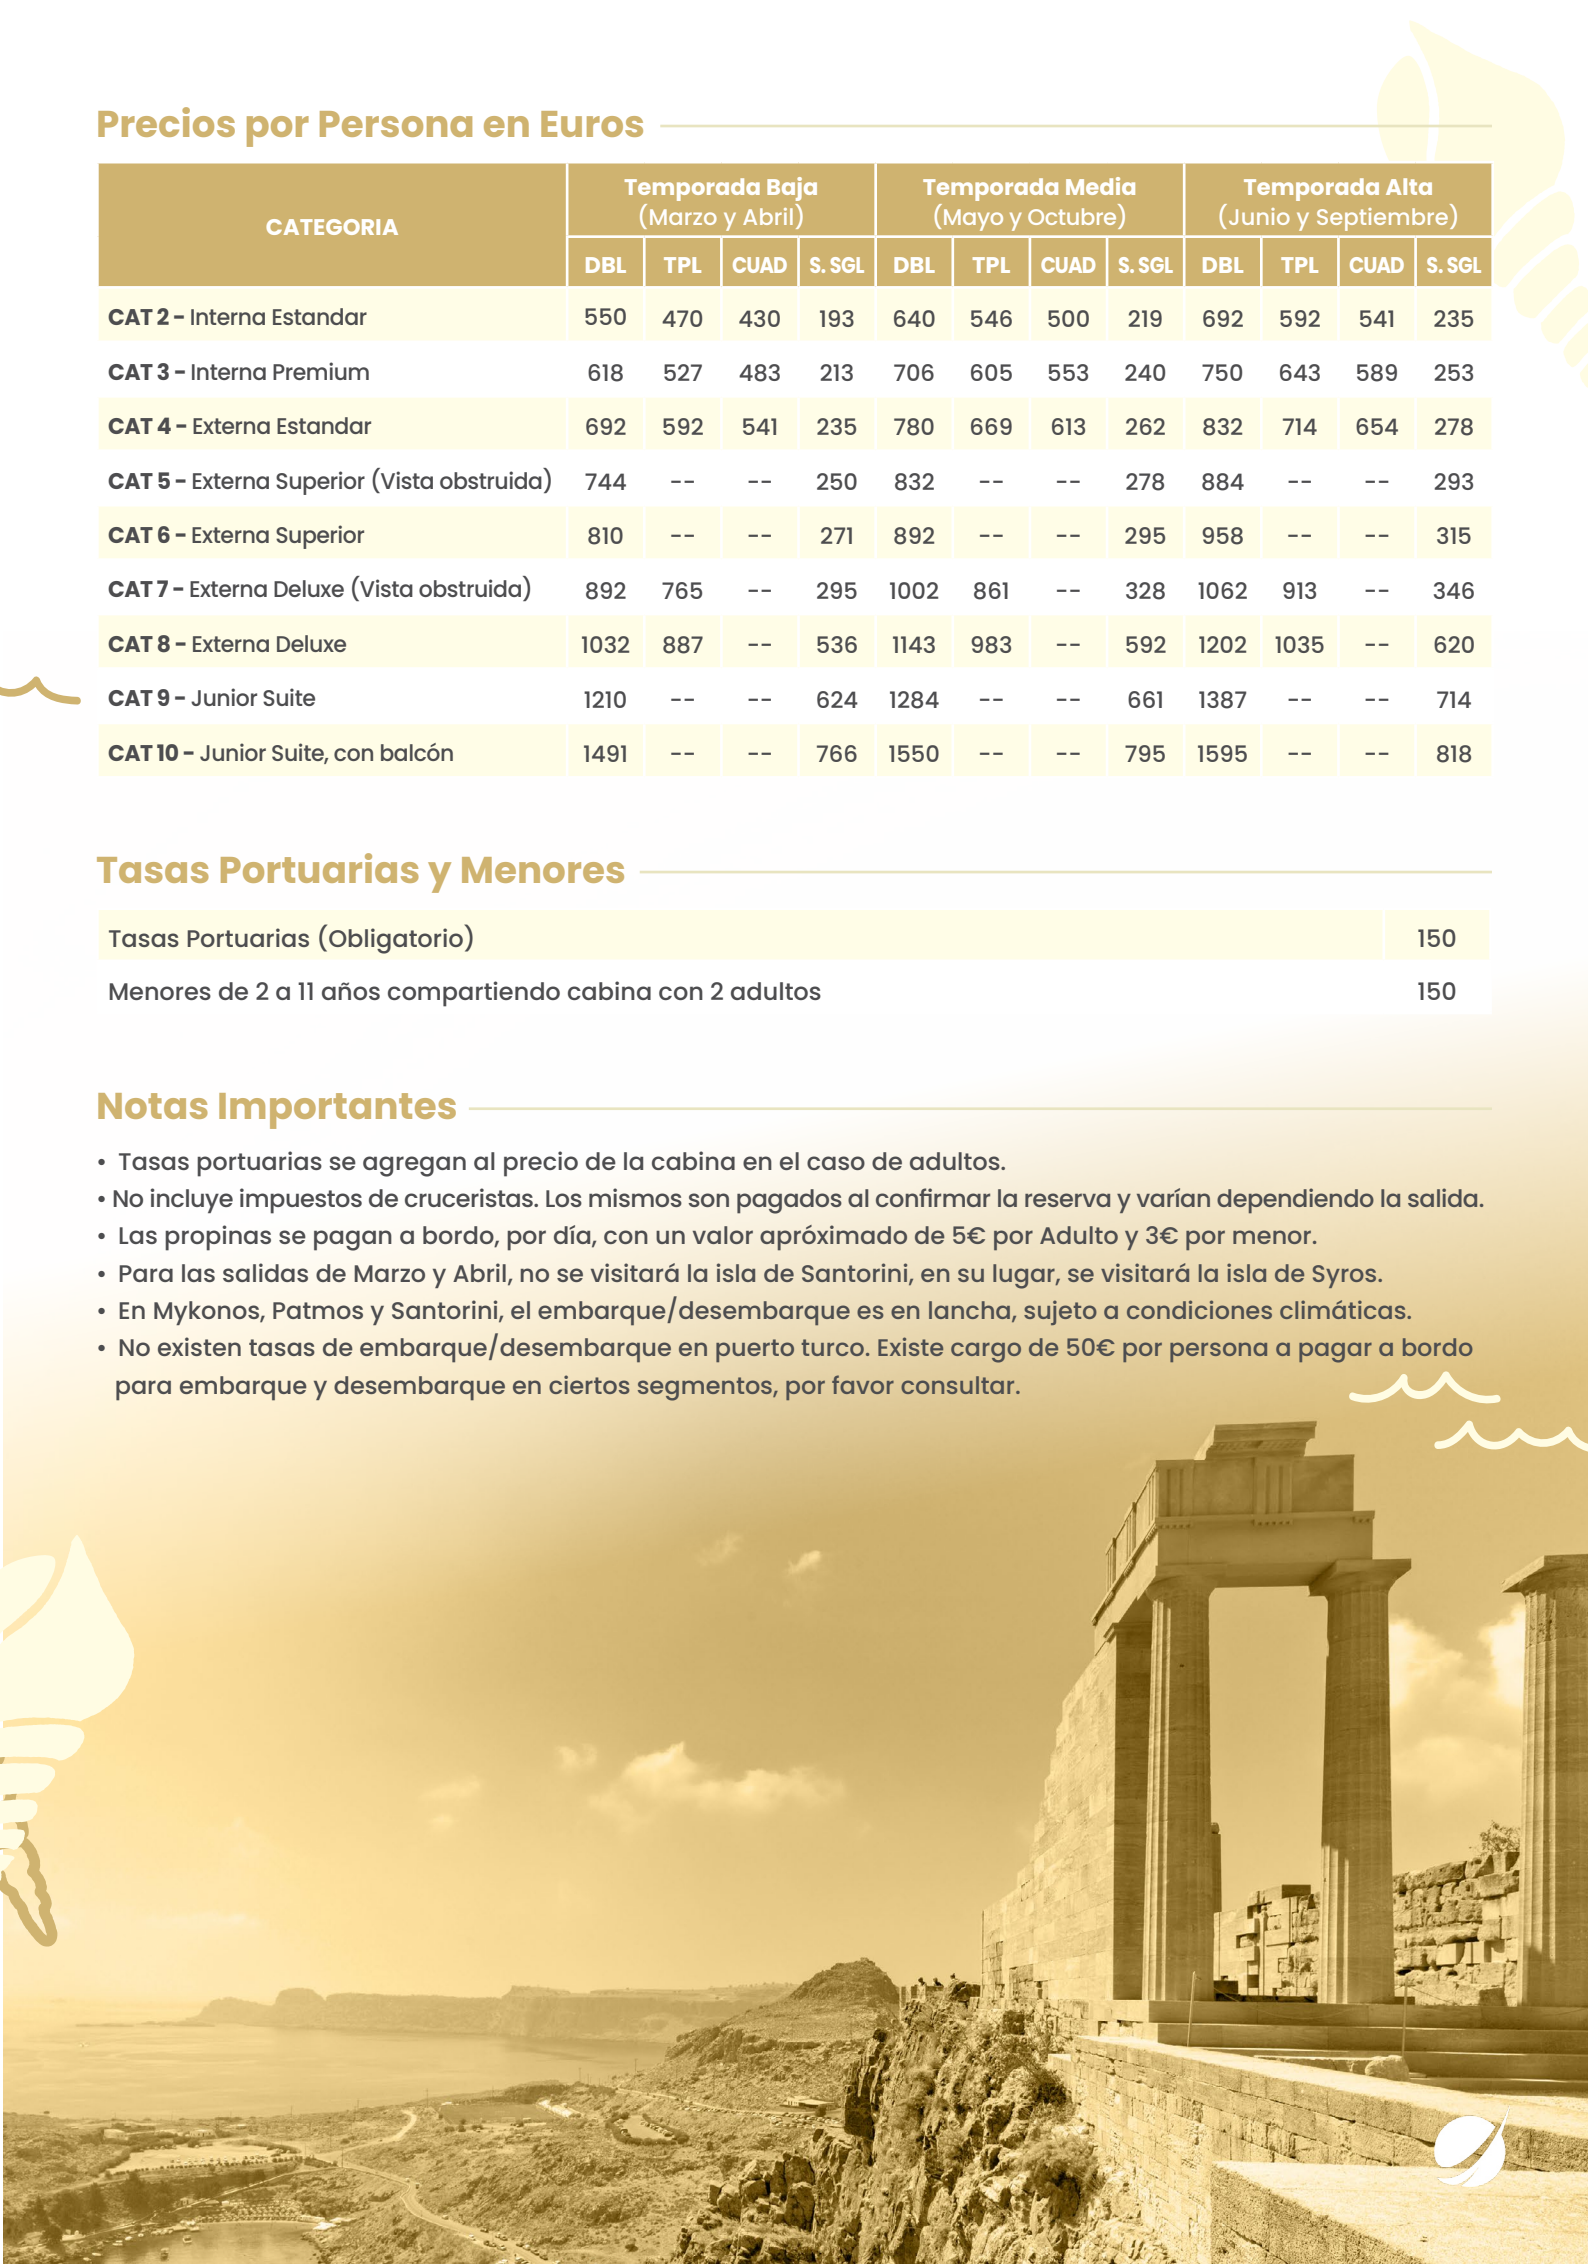 Precios por Persona en Euros
CATEGORIA
Temporada Baja
(Marzo y Abril)
Temporada Media
(Mayo y Octubre)
Temporada Alta
(Junio y Septiembre)
DBL TPL CUAD S. SGL DBL TPL CUAD S. SGL DBL TPL CUAD S. SGL
CAT 2 - Interna Estandar 550 470 430 193 640 546 500 219 692 592 541 235
CAT 3 - Interna Premium 618 527 483 213 706 605 553 240 750 643 589 253
CAT 4 - Externa Estandar 692 592 541 235 780 669 613 262 832 714 654 278
CAT 5 - Externa Superior (Vista obstruida) 744 -- -- 250 832 -- -- 278 884 -- -- 293
CAT 6 - Externa Superior 810 -- -- 271 892 -- -- 295 958 -- -- 315
CAT 7 - Externa Deluxe (Vista obstruida) 892 765 -- 295 1002 861 -- 328 1062 913 -- 346
CAT 8 - Externa Deluxe 1032 887 -- 536 1143 983 -- 592 1202 1035 -- 620
CAT 9 - Junior Suite 1210 -- -- 624 1284 -- -- 661 1387 -- -- 714
CAT 10 - Junior Suite, con balcón 1491 -- -- 766 1550 -- -- 795 1595 -- -- 818
Tasas Portuarias y Menores
Tasas Portuarias (Obligatorio) 150
Menores de 2 a 11 años compartiendo cabina con 2 adultos 150
Notas Importantes
• Tasas portuarias se agregan al precio de la cabina en el caso de adultos.
• No incluye impuestos de cruceristas. Los mismos son pagados al confirmar la reserva y varían dependiendo la salida.
• Las propinas se pagan a bordo, por día, con un valor apróximado de 5€ por Adulto y 3€ por menor.
• Para las salidas de Marzo y Abril, no se visitará la isla de Santorini, en su lugar, se visitará la isla de Syros.
• En Mykonos, Patmos y Santorini, el embarque/desembarque es en lancha, sujeto a condiciones climáticas.
• No existen tasas de embarque/desembarque en puerto turco. Existe cargo de 50€ por persona a pagar a bordo
para embarque y desembarque en ciertos segmentos, por favor consultar.